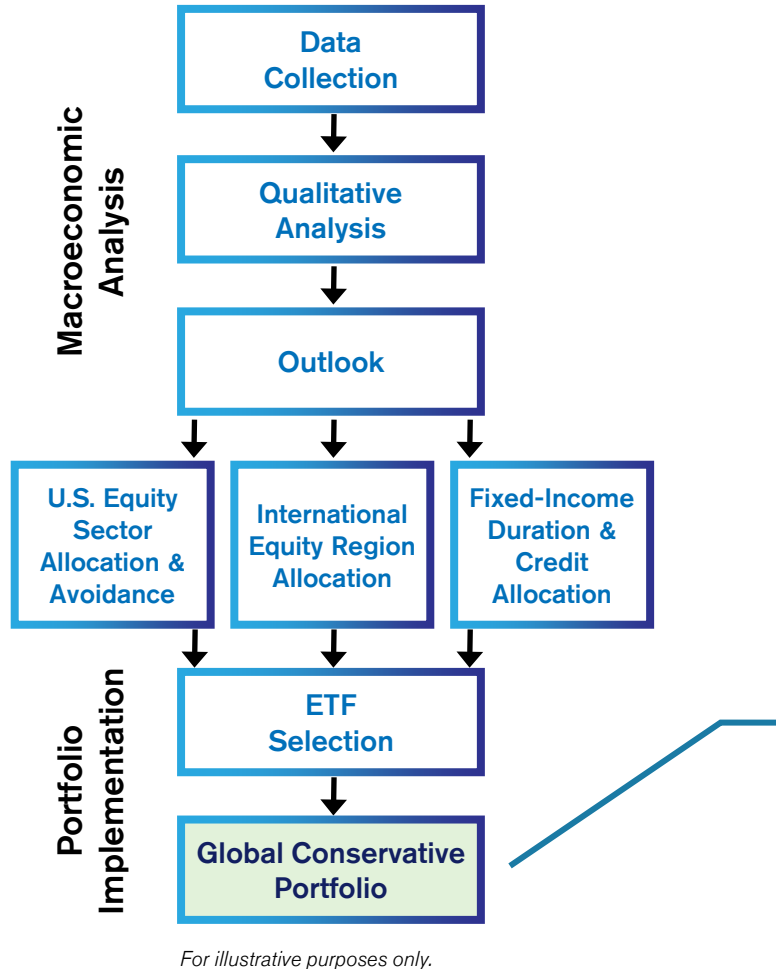 Data
Collection
Macroeconomic
Analysis
Qualitative
Analysis
Outlook
U.S. Equity
Sector
Allocation &
Avoidance
International
Equity Region
Allocation
Fixed-Income
Duration &
Credit
Allocation
Portfolio
Implementation
ETF
Selection
Global Conservative
Portfolio
For illustrative purposes only.